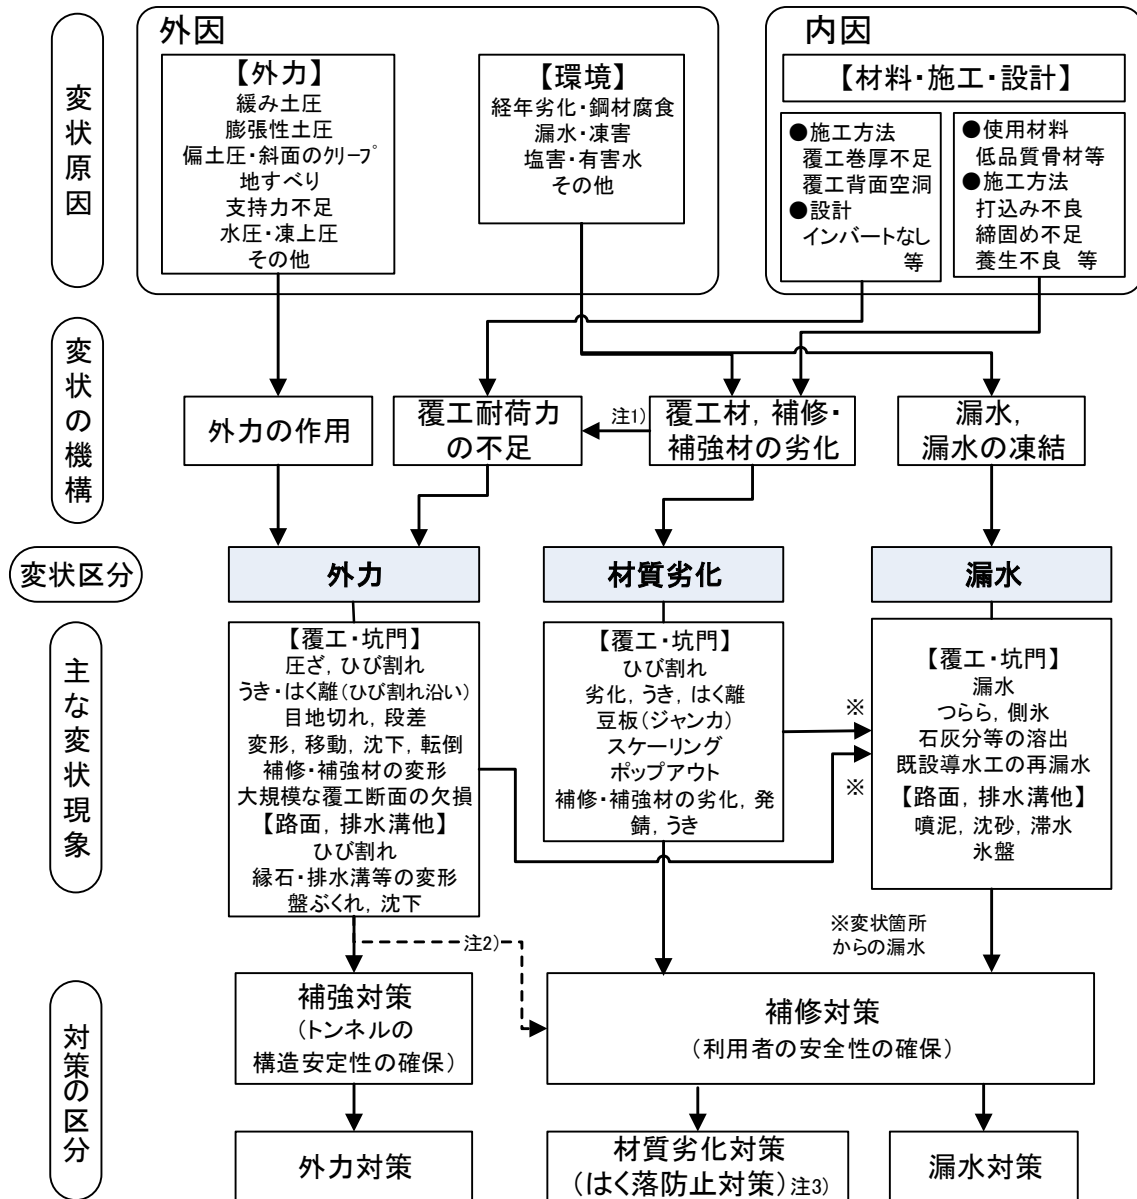 変状原因
外因
【外力】
緩み土圧
膨張性土圧
偏土圧・斜面のクリープ
地すべり
支持力不足
水圧・凍上圧
その他
【環境】
経年劣化・鋼材腐食
漏水・凍害
塩害・有害水
その他
内因
【材料・施工・設計】
●施工方法
覆工巻厚不足
覆工背面空洞
●設計
インバートなし
等
●使用材料
低品質骨材等
●施工方法
打込み不良
締固め不足
養生不良 等
変状の機構
外力の作用
覆工耐荷力
の不足
注1)
覆工材，補修・
補強材の劣化
漏水，
漏水の凍結
変状区分
外力
材質劣化
漏水
主な変状現象
【覆工・坑門】
圧ざ，ひび割れ
うき・はく離（ひび割れ沿い）
目地切れ，段差
変形，移動，沈下，転倒
補修・補強材の変形
大規模な覆工断面の欠損
【路面，排水溝他】
ひび割れ
縁石・排水溝等の変形
盤ぶくれ，沈下
【覆工・坑門】
ひび割れ
劣化，うき，はく離
豆板（ジャンカ）
スケーリング
ポップアウト
補修・補強材の劣化，発
錆，うき
※
※
【覆工・坑門】
漏水
つらら，側氷
石灰分等の溶出
既設導水工の再漏水
【路面，排水溝他】
噴泥，沈砂，滞水
氷盤
注2)
※変状箇所
からの漏水
対策の区分
補強対策
（トンネルの
構造安定性の確保）
補修対策
（利用者の安全性の確保）
外力対策
材質劣化対策
（はく落防止対策）注3)
漏水対策